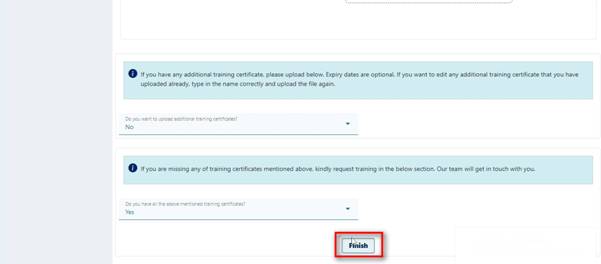 If you have any additional training certificate, please upload below. Expiry dates are optional. If you want to edit any additional training certificate that you have
uploaded already, type in the name correctly and upload the file again.
Do you want to upload additional training certificates?
No
If you are missing any of training certificates mentioned above, kindly request training in the below section. Our team will get in touch with you.
Do you have all the above mentioned training certificates?
Yes
Finish